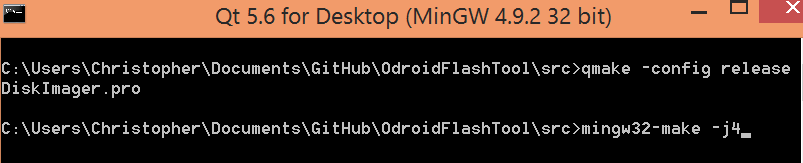 Qt 5.6 for Desktop (MinGW 4.9.2 32 bit)
C:\Users\Christopher\Documents\GitHub\OdroidFlashTool\src>qmake -config release
DiskImager.pro
C:\Users\Christopher\Documents\GitHub\OdroidFlashTool\src>mingw32-make -j4_